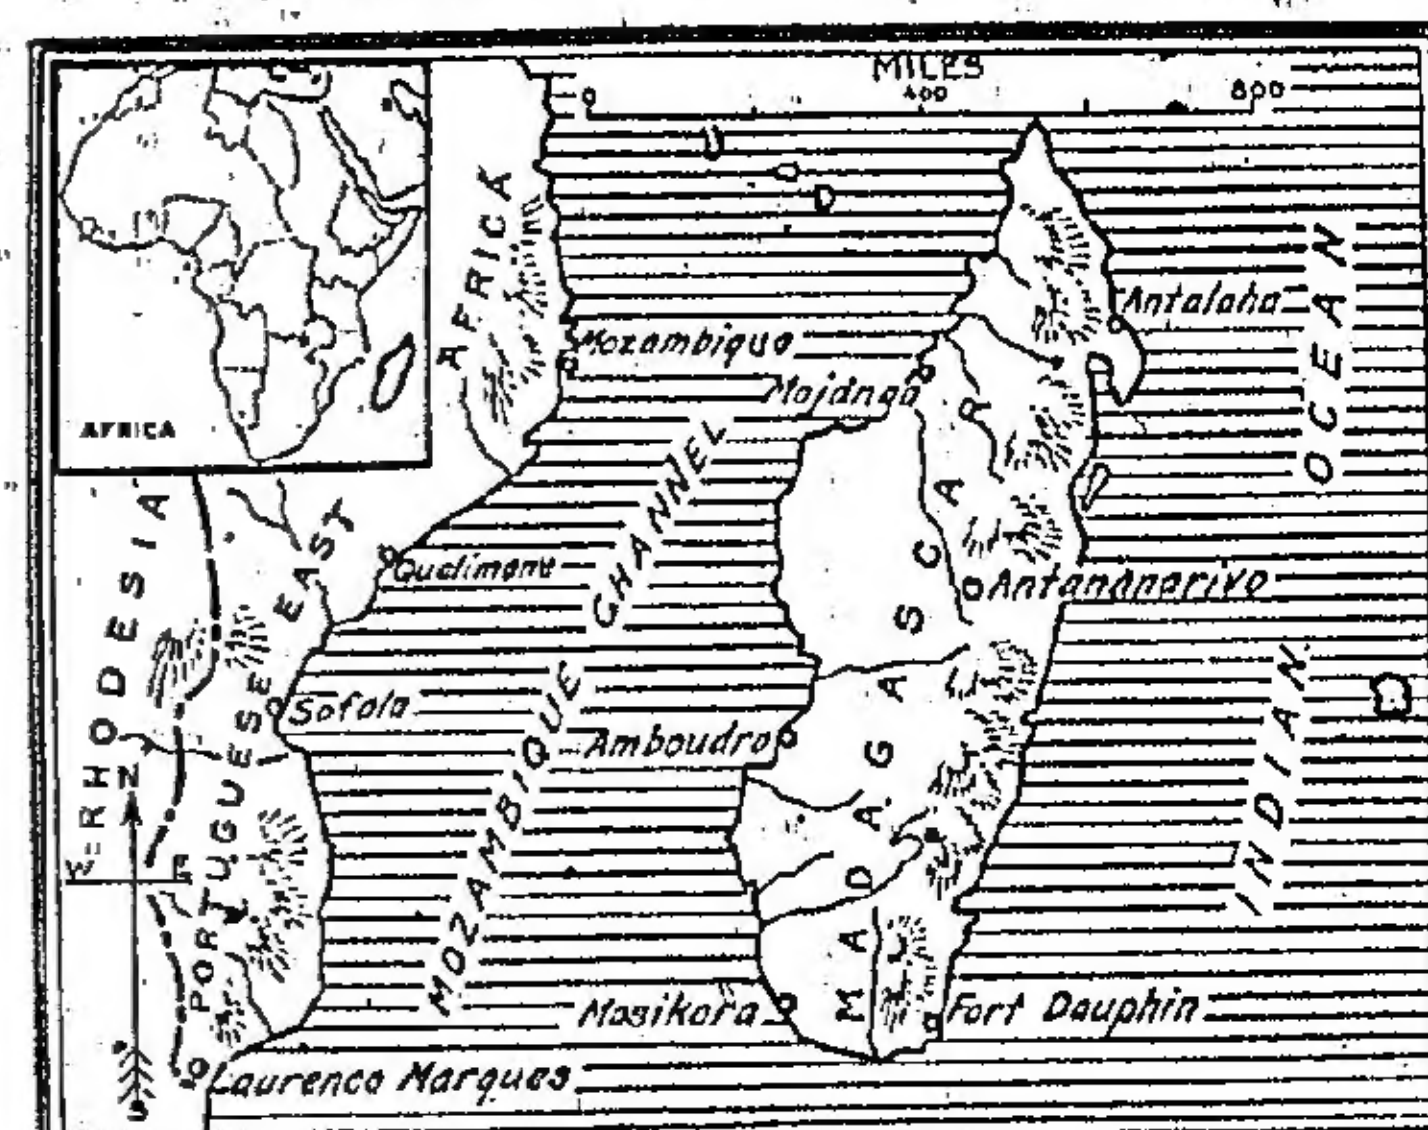 MILES
0 400 800
AFRICA
AFRICA
Mozambique
Antalaha
Majanga
OCEAN
CHANNEL
RHODESIA
EAST
Quelimane
Antananarivo
PORTUGUESE
Sofala
Amboudro
MOZAMBIQUE
MADAGASCAR
INDIAN
N
W
E
S
Masikora
Fort Dauphin
Laurenco Marques